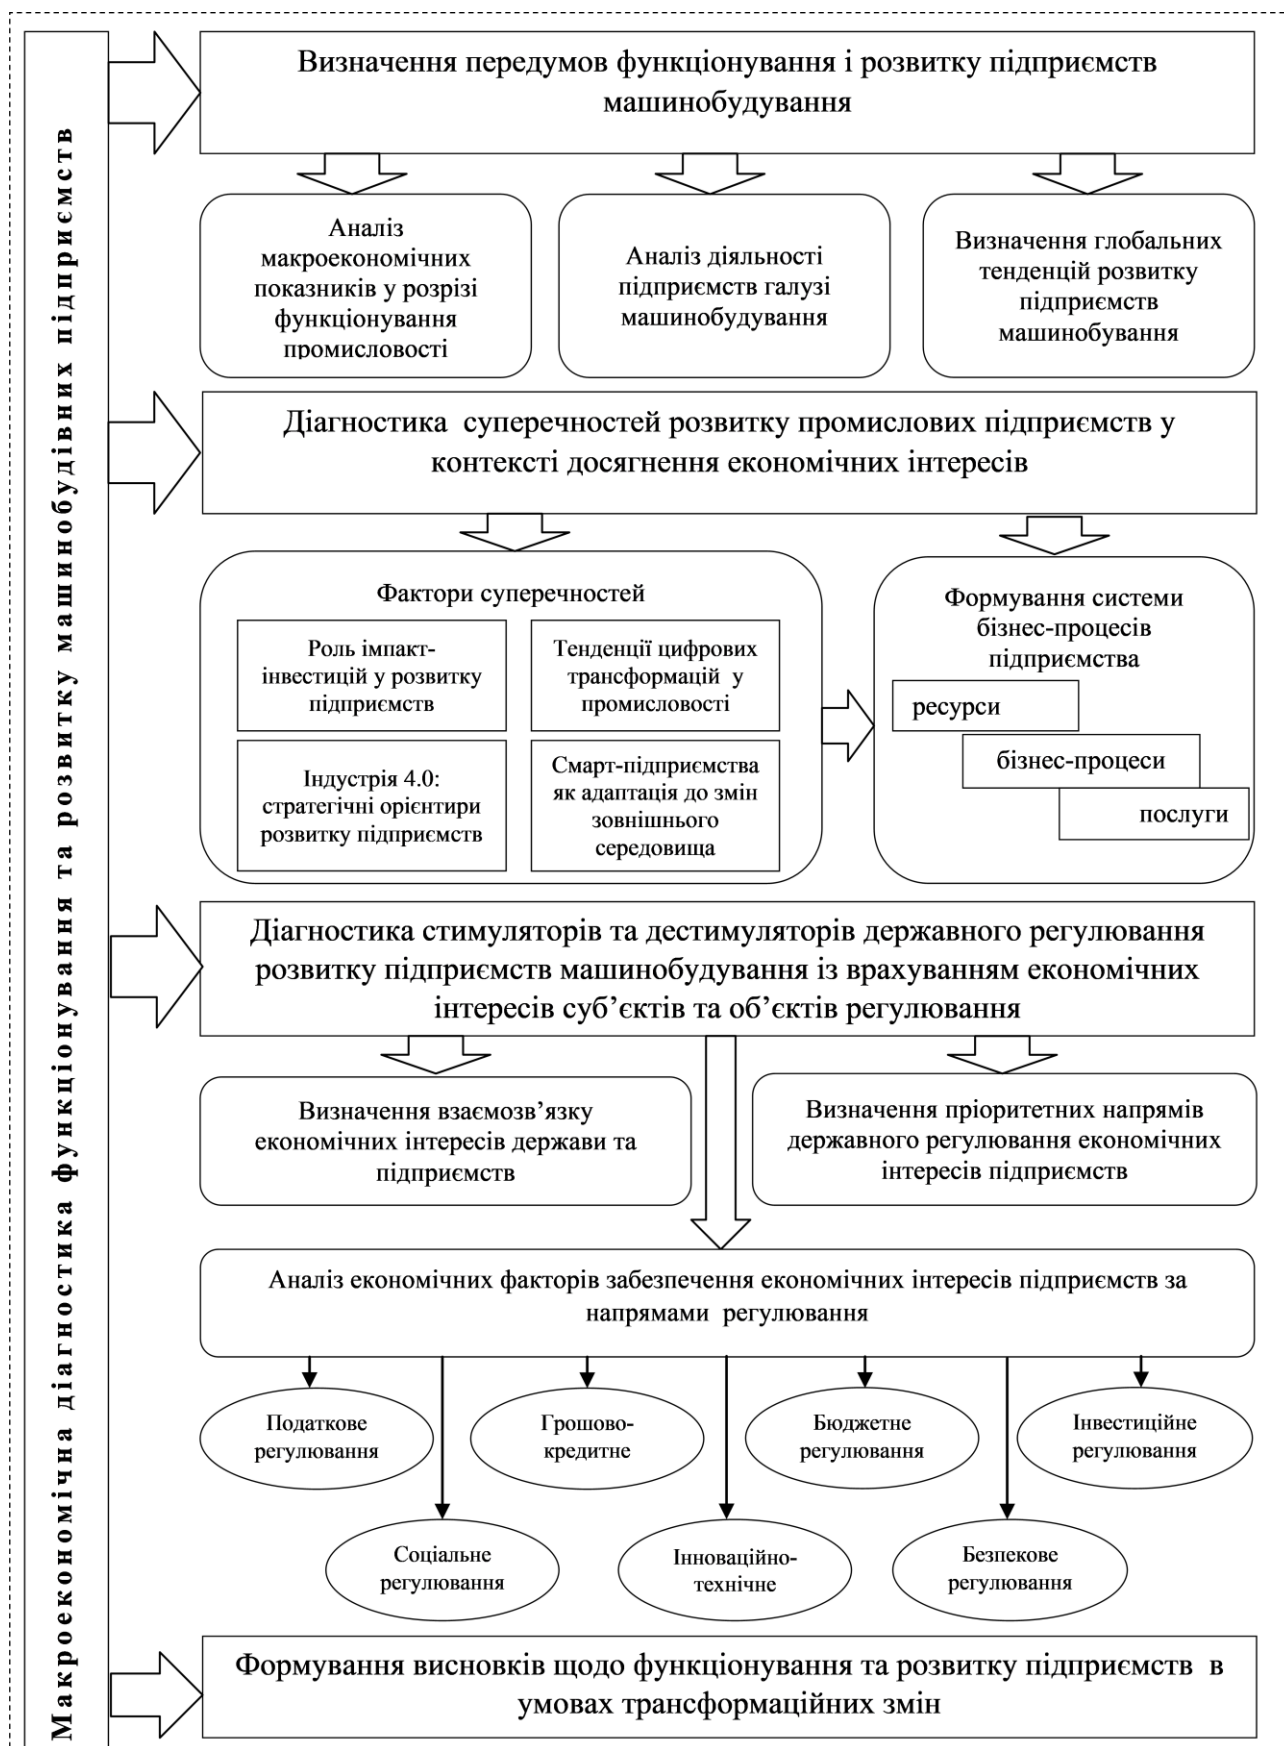 Макроекономічна діагностика функціонування та розвитку машинобудівних підприємств
Визначення передумов функціонування і розвитку підприємств
машинобудування
Аналіз
макроекономічних
показників у розрізі
функціонування
промисловості
Аналіз діяльності
підприємств галузі
машинобудування
Визначення глобальних
тенденцій розвитку
підприємств
машинобування
Діагностика суперечностей розвитку промислових підприємств у
контексті досягнення економічних інтересів
Фактори суперечностей
Роль імпакт-
інвестицій у розвитку
підприємств
Тенденції цифрових
трансформацій у
промисловості
Індустрія 4.0:
стратегічні орієнтири
розвитку підприємств
Смарт-підприємства
як адаптація до змін
зовнішнього
середовища
Формування системи
бізнес-процесів
підприємства
ресурси
бізнес-процеси
послуги
Діагностика стимуляторів та дестимуляторів державного регулювання
розвитку підприємств машинобудування із врахуванням економічних
інтересів суб’єктів та об’єктів регулювання
Визначення взаємозв’язку
економічних інтересів держави та
підприємств
Визначення пріоритетних напрямів
державного регулювання економічних
інтересів підприємств
Аналіз економічних факторів забезпечення економічних інтересів підприємств за
напрямами регулювання
Податкове
регулювання
Грошово-
кредитне
Бюджетне
регулювання
Інвестиційне
регулювання
Соціальне
регулювання
Інноваційно-
технічне
Безпекове
регулювання
Формування висновків щодо функціонування та розвитку підприємств в
умовах трансформаційних змін